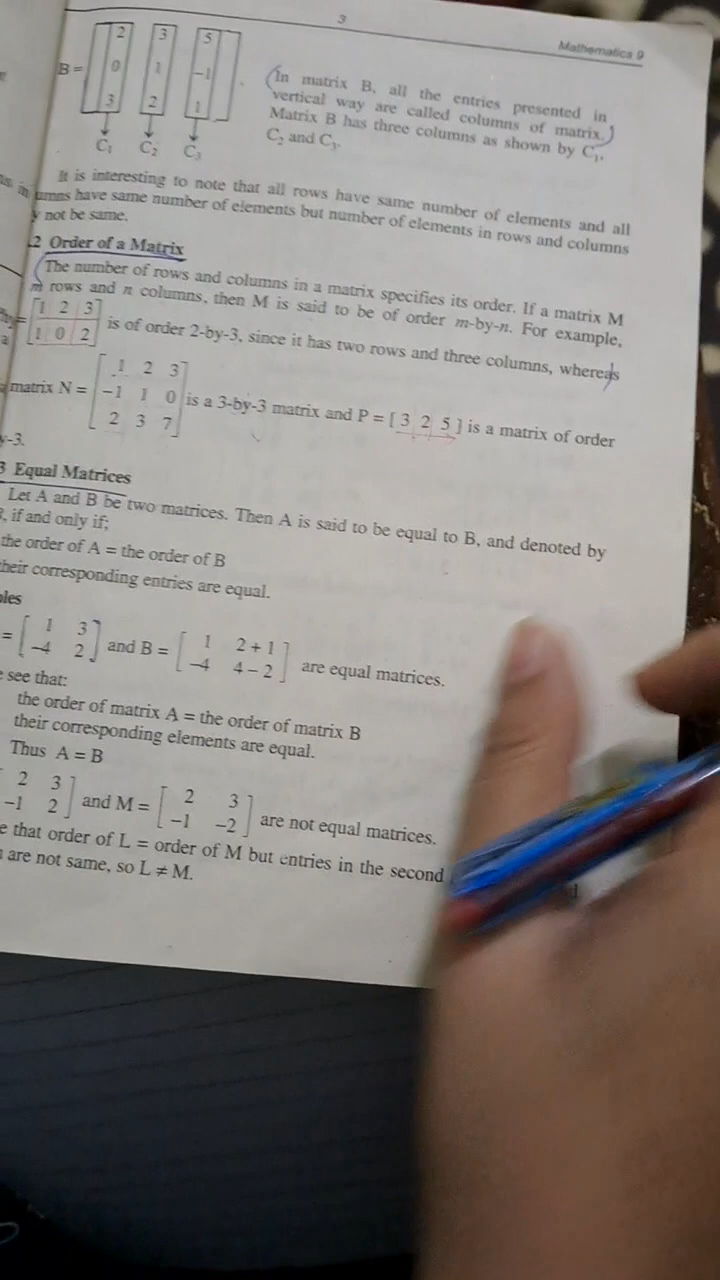 3
Mathematics 9
B = [ 2 3 5
0 1 −1
3 2 1 ]
C₁ C₂ C₃
In matrix B, all the entries presented in
vertical way are called columns of matrix.
Matrix B has three columns as shown by C₁,
C₂ and C₃.
It is interesting to note that all rows have same number of elements and all
have same number of elements but number of elements in rows and columns
not be same.
.2 Order of a Matrix
The number of rows and columns in a matrix specifies its order. If a matrix M
m rows and n columns, then M is said to be of order m-by-n. For example,
= [ 1 2 3
1 0 2 ] is of order 2-by-3, since it has two rows and three columns, whereas
matrix N = [ 1 2 3
−1 1 0
2 3 7 ] is a 3-by-3 matrix and P = [ 3 2 5 ] is a matrix of order
y-3.
3 Equal Matrices
Let A and B be two matrices. Then A is said to be equal to B, and denoted by
, if and only if;
the order of A = the order of B
their corresponding entries are equal.
ples
= [ 1 3
−4 2 ] and B = [ 1 2 + 1
−4 4 − 2 ] are equal matrices.
see that:
the order of matrix A = the order of matrix B
their corresponding elements are equal.
Thus A = B
2 3
−1 2 ] and M = [ 2 3
−1 −2 ] are not equal matrices.
e that order of L = order of M but entries in the second
are not same, so L ≠ M.